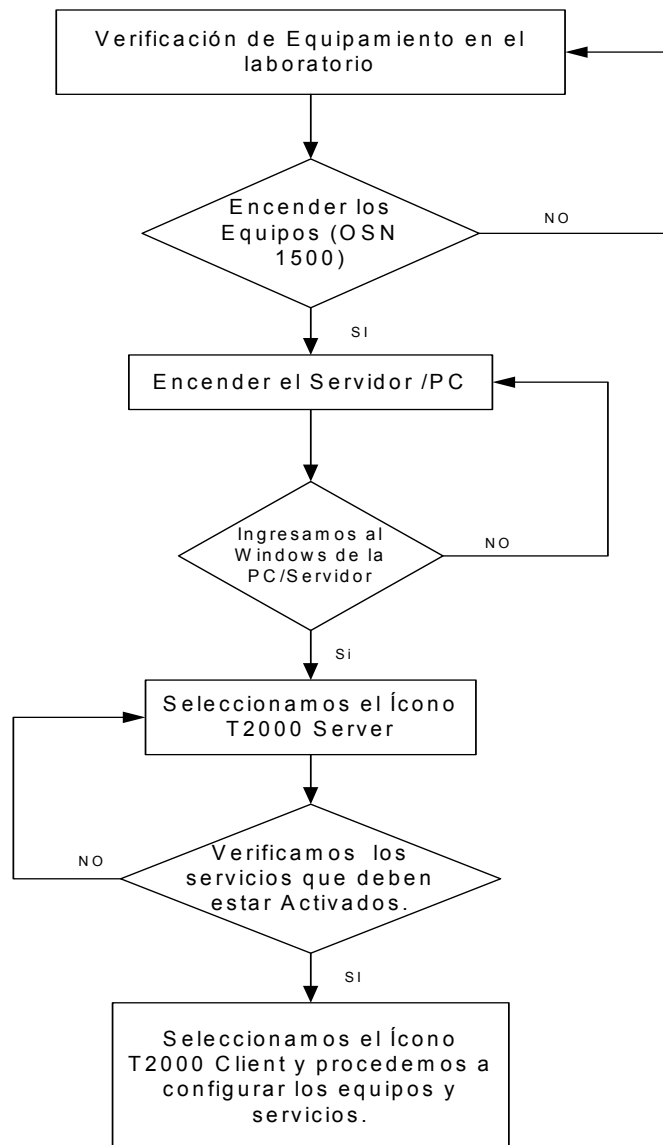 Verificación de Equipamiento en el
laboratorio
Encender los
Equipos (OSN
1500)
NO
SI
Encender el Servidor /PC
Ingresamos al
Windows de la
PC/Servidor
NO
Si
Seleccionamos el Ícono
T2000 Server
Verificamos los
servicios que deben
estar Activados.
NO
SI
Seleccionamos el Ícono
T2000 Client y procedemos a
configurar los equipos y
servicios.